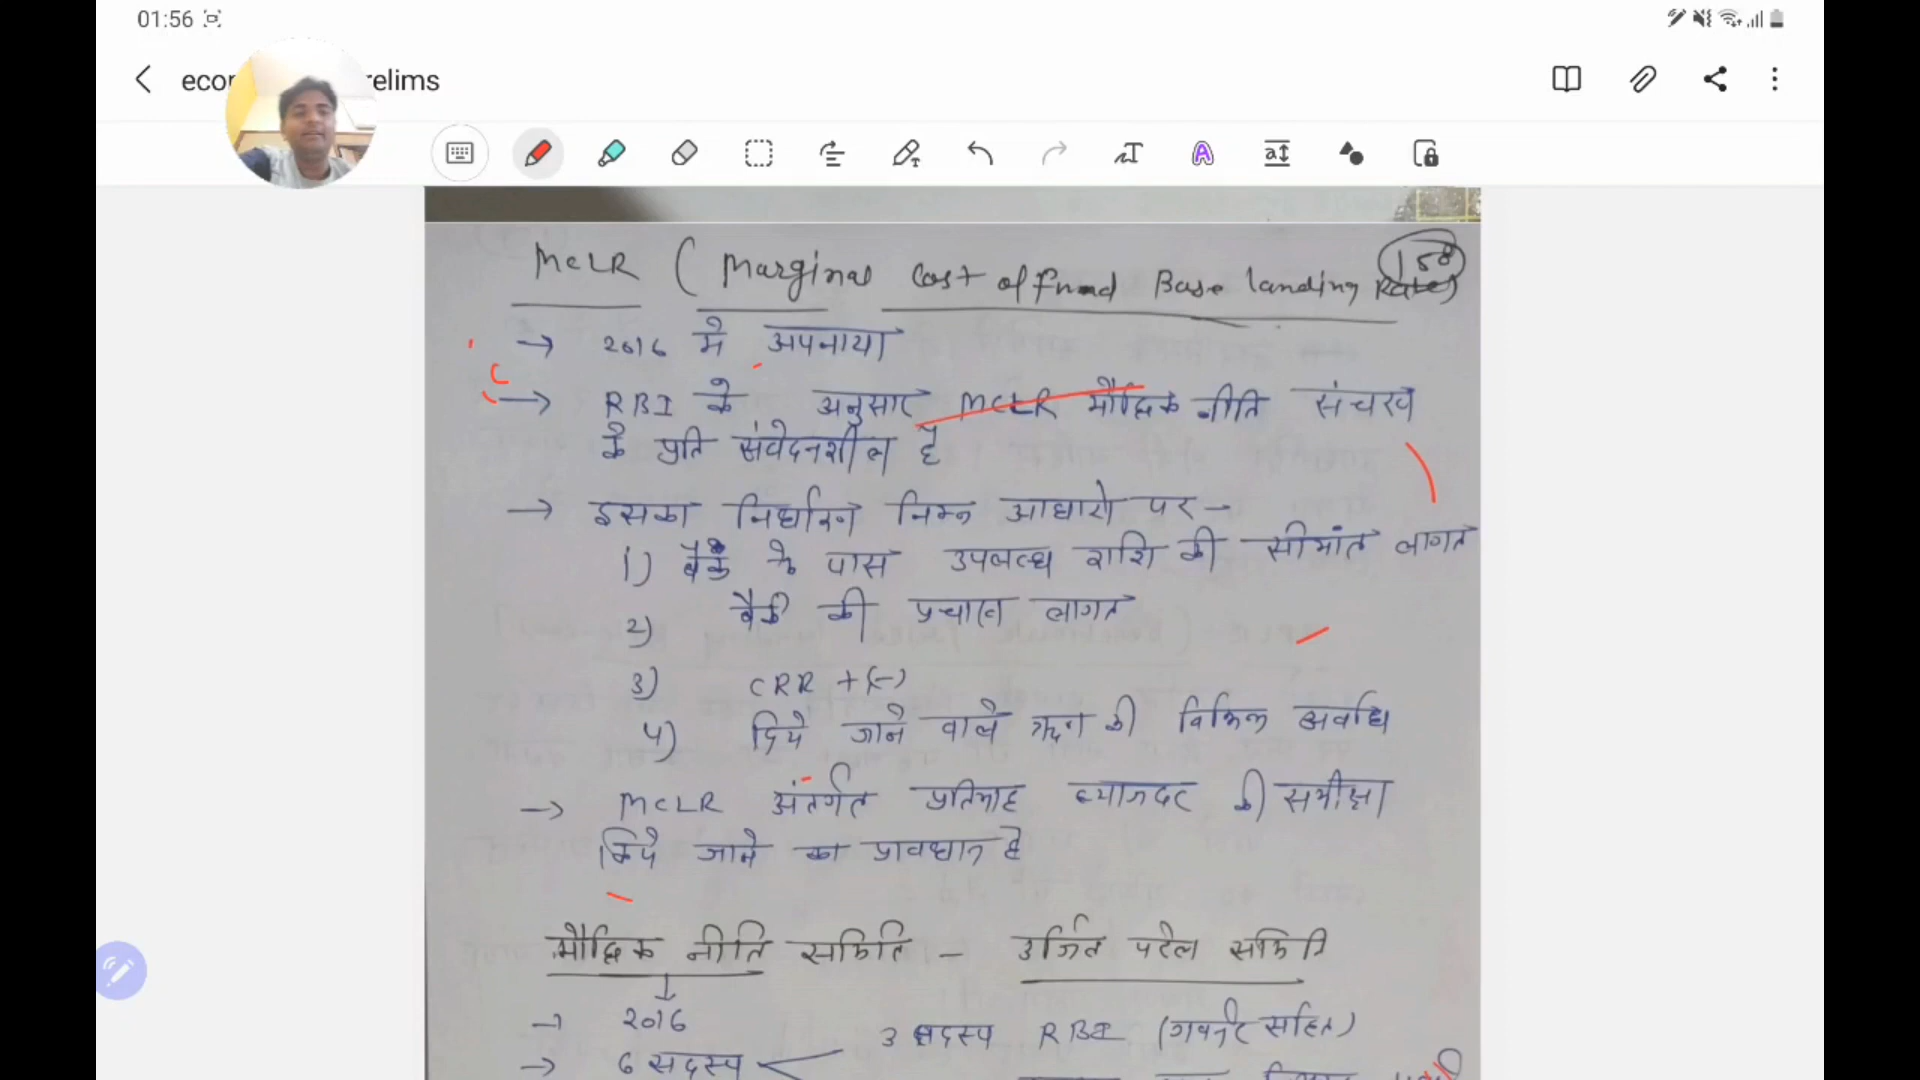 01:56
econ relims
MCLR ( Marginal Cost of Fund Base landing Rate)
158
→ 2016 मे अपनाया
→ RBI के अनुसार MCLR मौद्रिक नीति संचरण
के प्रति संवेदनशील है
→ इसका निर्धारण निम्न आधारो पर -
1) बैंक के पास उपलब्ध राशि की सीमांत लागत
2) बैंको की प्रचालन लागत
3) CRR + (-)
4) दिये जाने वाले ऋण की विभिन्न अवधि
→ MCLR अंतर्गत प्रतिमाह ब्याजदर की समीक्षा
किये जाने का प्रावधान है
मौद्रिक नीति समिति - उर्जित पटेल समिति
→ 2016
3 सदस्य RBI (गवर्नर सहित)
→ 6 सदस्य